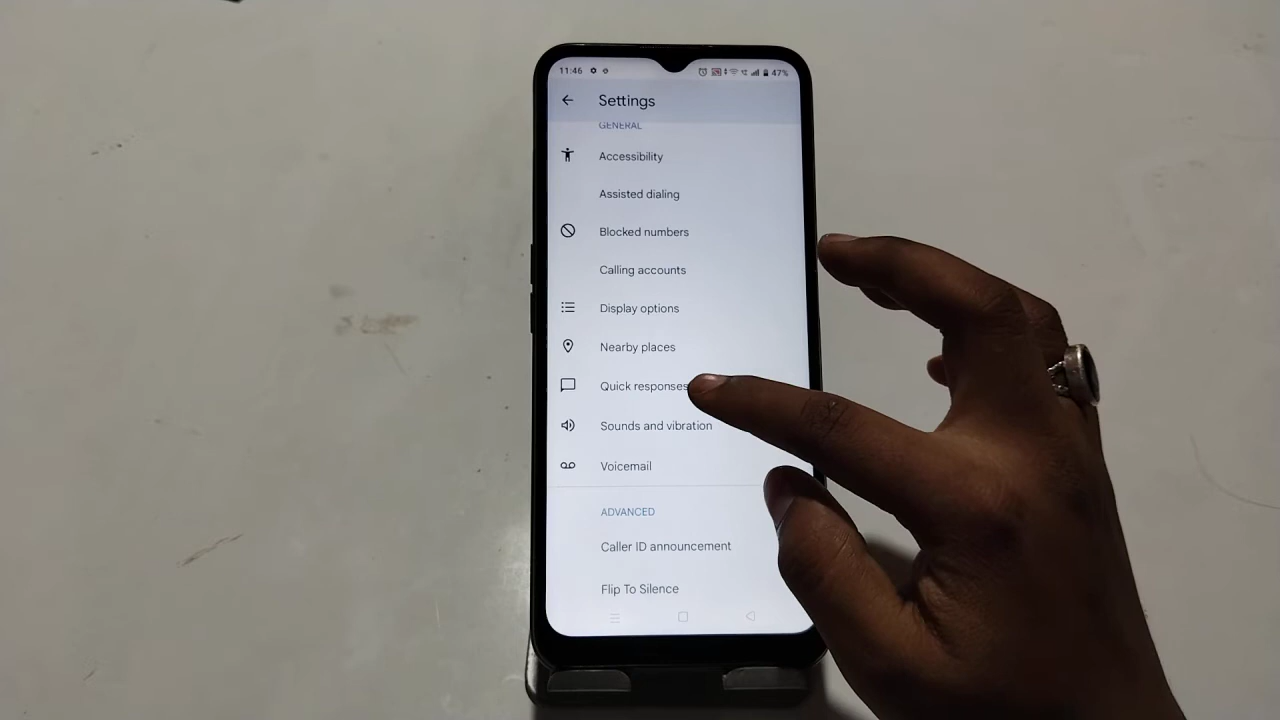 11:46 47%
Settings
GENERAL
Accessibility
Assisted dialing
Blocked numbers
Calling accounts
Display options
Nearby places
Quick responses
Sounds and vibration
Voicemail
ADVANCED
Caller ID announcement
Flip To Silence